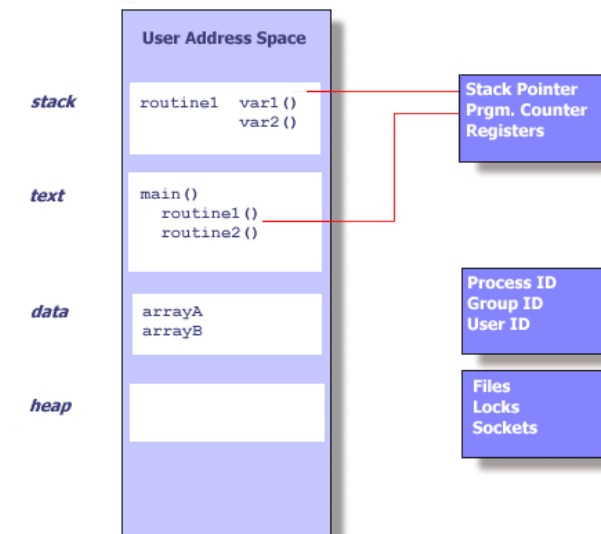 User Address Space
stack
routine1 var1()
var2()
Stack Pointer
Prgm. Counter
Registers
text
main()
routine1()
routine2()
data
arrayA
arrayB
Process ID
Group ID
User ID
heap
Files
Locks
Sockets